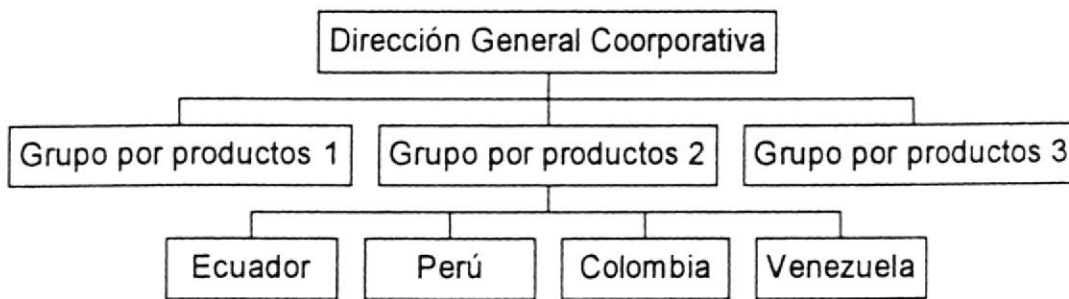 Dirección General Coorporativa
Grupo por productos 1
Grupo por productos 2
Grupo por productos 3
Ecuador
Perú
Colombia
Venezuela